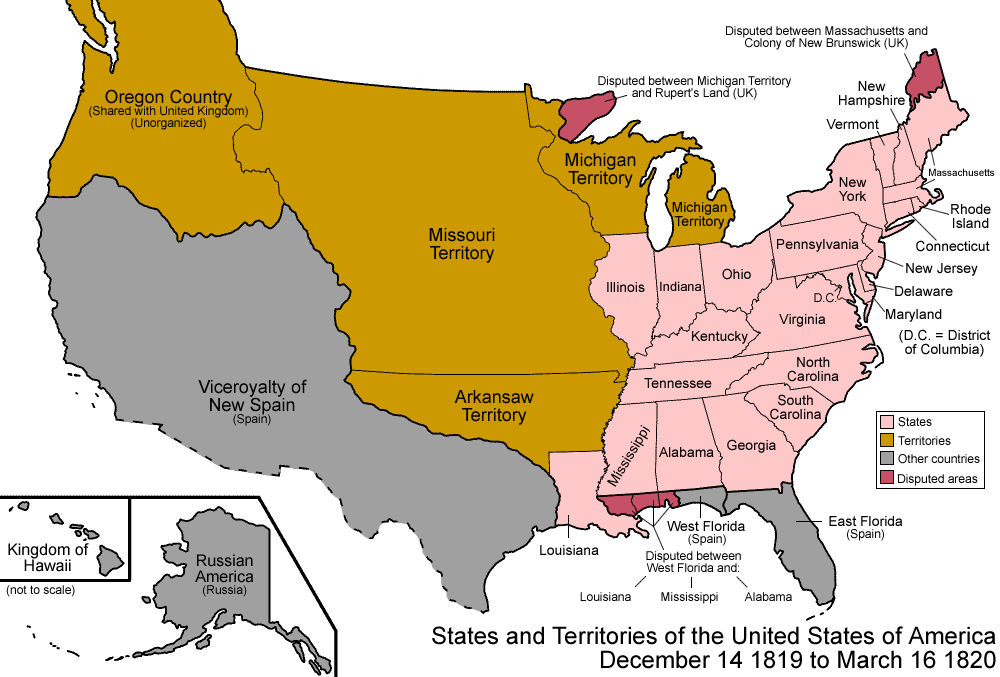 Disputed between Massachusetts and
Colony of New Brunswick (UK)
Disputed between Michigan Territory
and Rupert's Land (UK)
Oregon Country
(Shared with United Kingdom)
(Unorganized)
New
Hampshire
Vermont
Michigan
Territory
Massachusetts
New
York
Michigan
Territory
Rhode
Island
Missouri
Territory
Connecticut
Pennsylvania
New Jersey
Ohio
Illinois
Indiana
Delaware
D.C.
Maryland
Virginia
(D.C. = District
of Columbia)
Kentucky
North
Carolina
Tennessee
Viceroyalty of
New Spain
(Spain)
Arkansaw
Territory
South
Carolina
Mississippi
Alabama
Georgia
States
Territories
Other countries
Disputed areas
West Florida
(Spain)
East Florida
(Spain)
Louisiana
Disputed between
West Florida and:
Louisiana
Mississippi
Alabama
Kingdom of
Hawaii
(not to scale)
Russian
America
(Russia)
States and Territories of the United States of America
December 14 1819 to March 16 1820